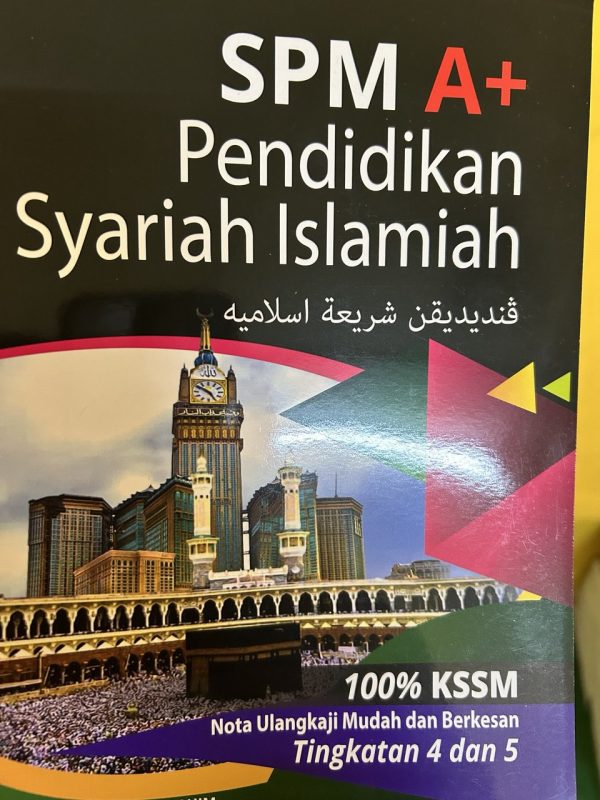 SPM A+
Pendidikan
Syariah Islamiah
ڤنديديقن شريعة اسلاميه
100% KSSM
Nota Ulangkaji Mudah dan Berkesan
Tingkatan 4 dan 5